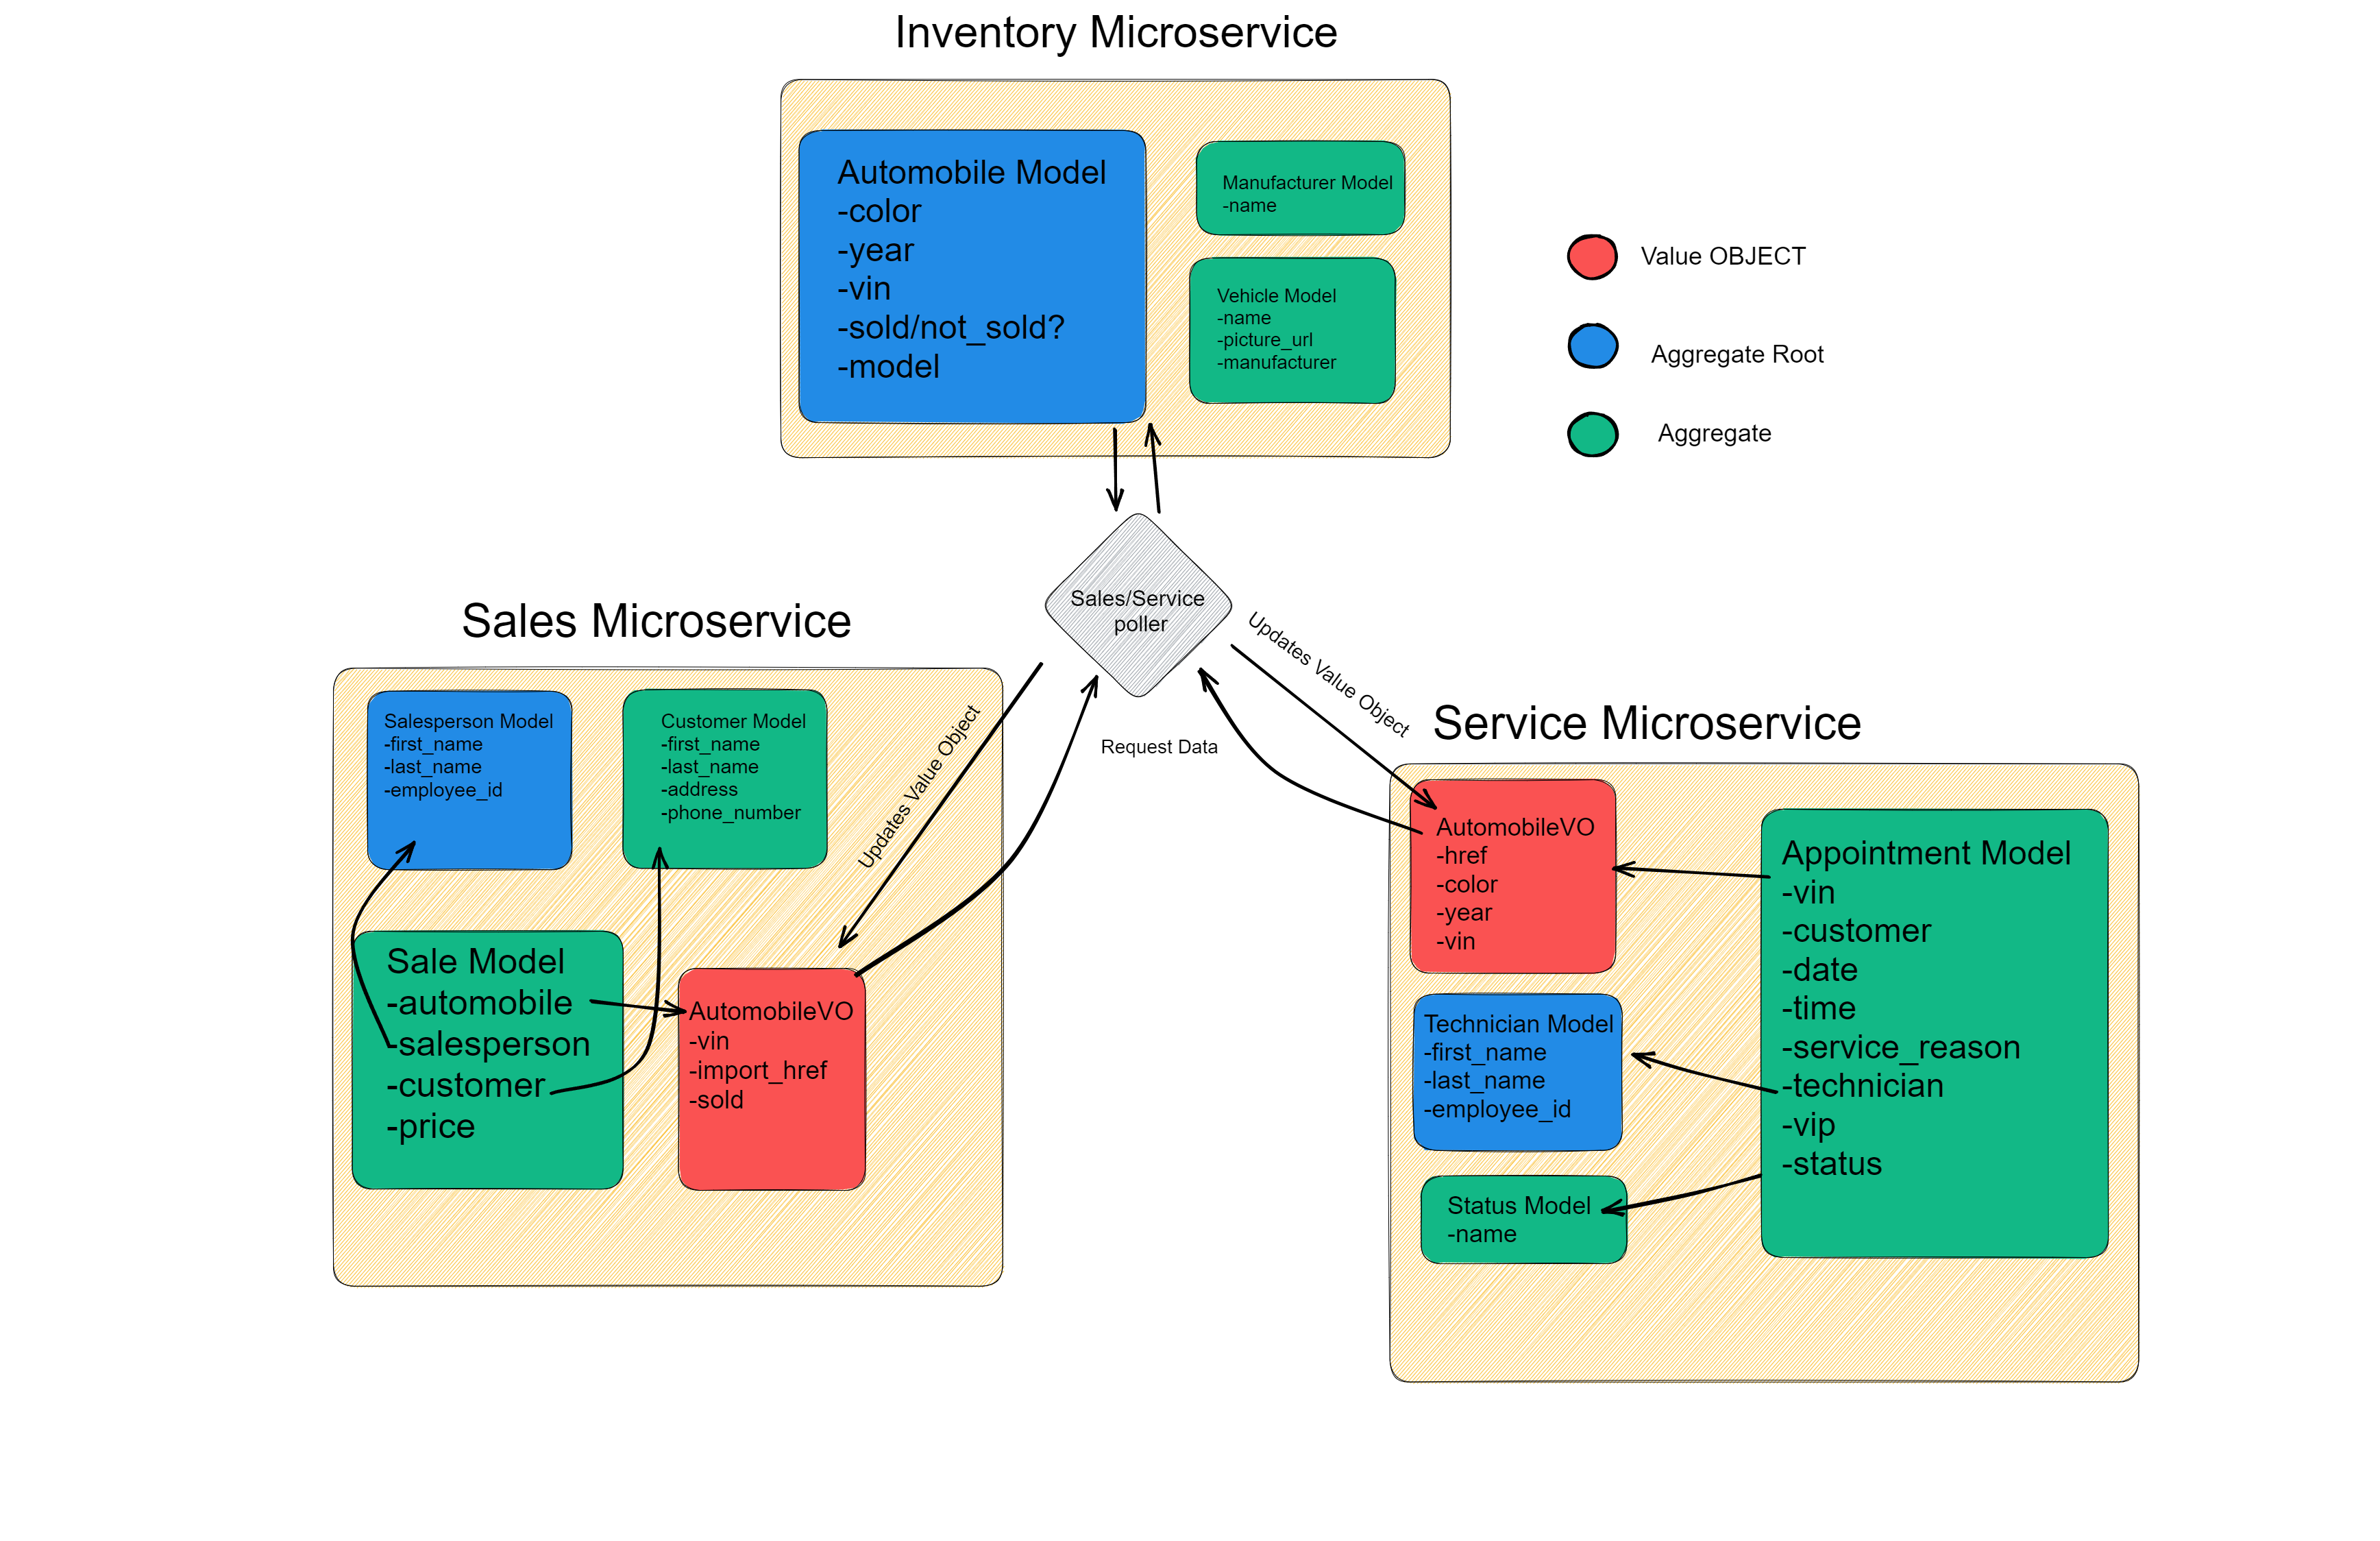 Inventory Microservice
Automobile Model
-color
-year
-vin
-sold/not_sold?
-model
Manufacturer Model
-name
Vehicle Model
-name
-picture_url
-manufacturer
Value OBJECT
Aggregate Root
Aggregate
Sales/Service
poller
Updates Value Object
Updates Value Object
Request Data
Sales Microservice
Salesperson Model
-first_name
-last_name
-employee_id
Customer Model
-first_name
-last_name
-address
-phone_number
Sale Model
-automobile
-salesperson
-customer
-price
AutomobileVO
-vin
-import_href
-sold
Service Microservice
AutomobileVO
-href
-color
-year
-vin
Technician Model
-first_name
-last_name
-employee_id
Status Model
-name
Appointment Model
-vin
-customer
-date
-time
-service_reason
-technician
-vip
-status